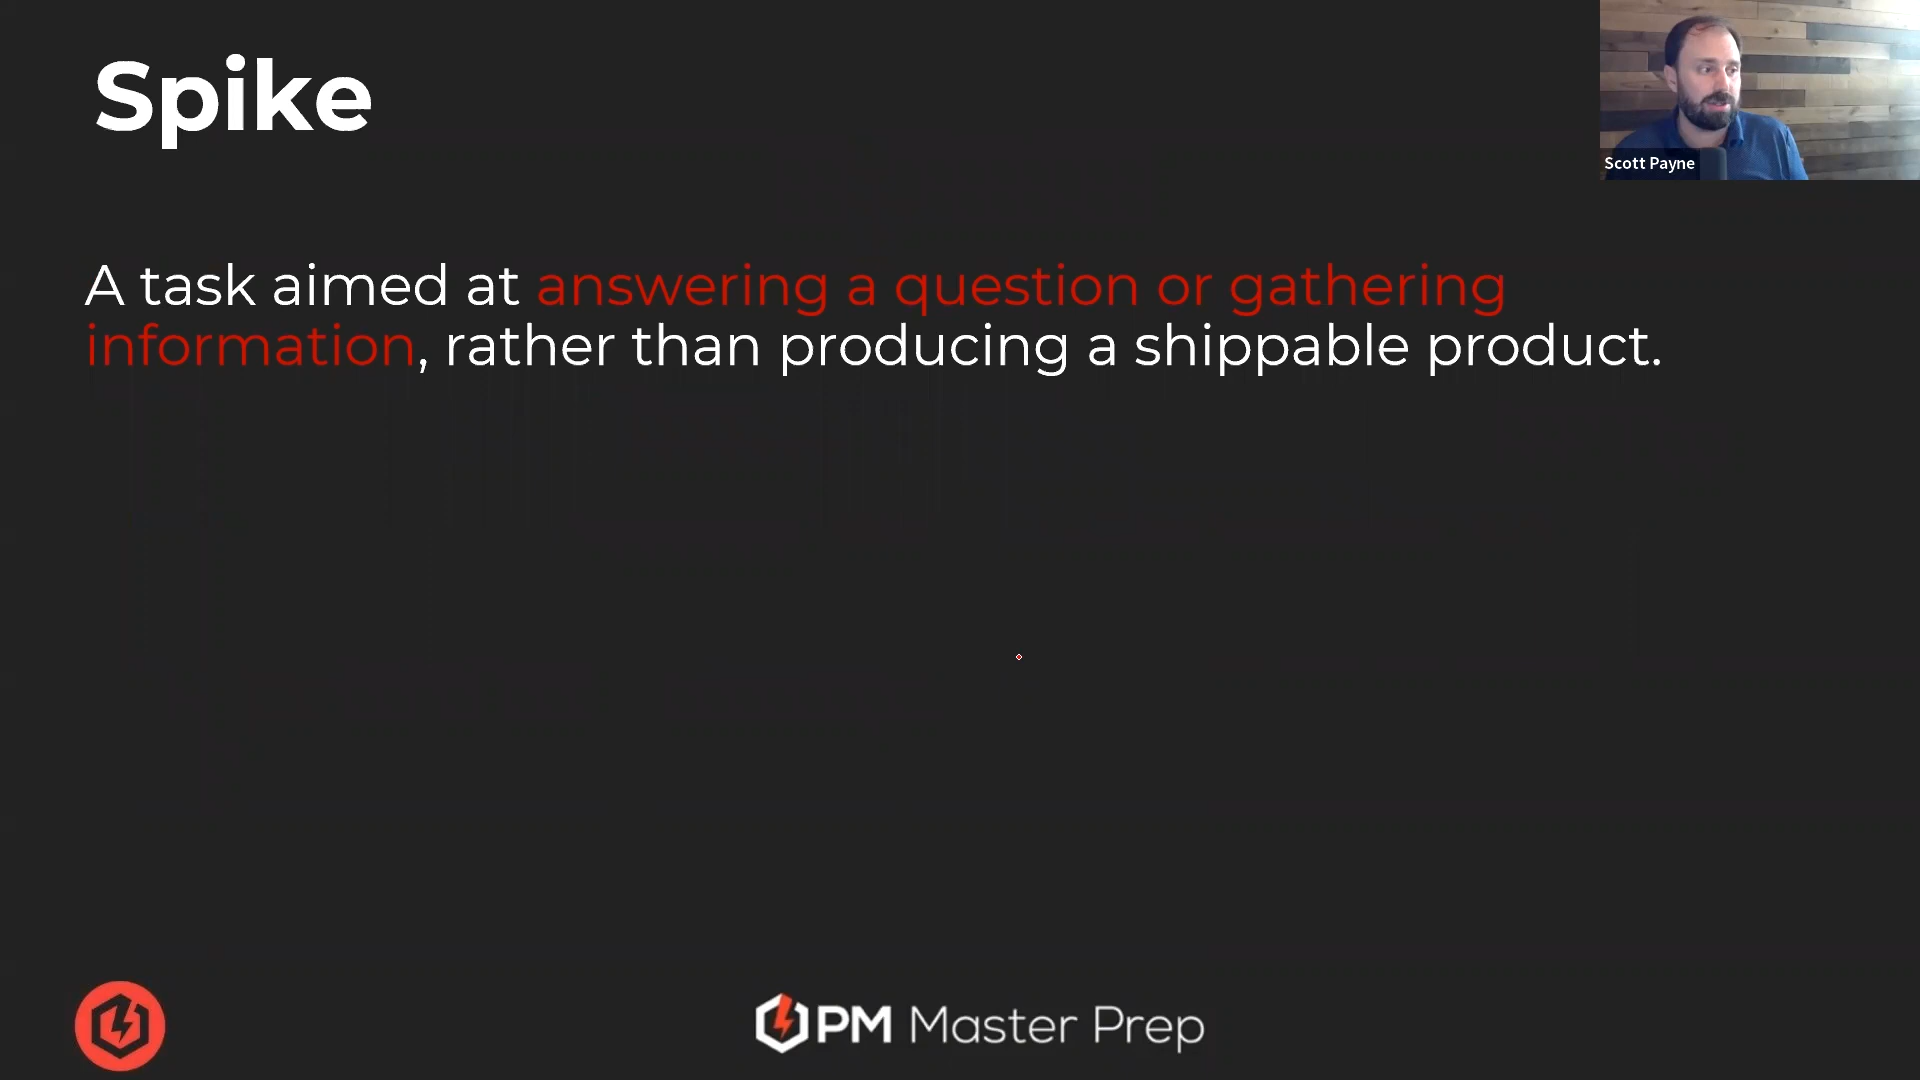 Spike
Scott Payne
A task aimed at answering a question or gathering
information, rather than producing a shippable product.
PM Master Prep